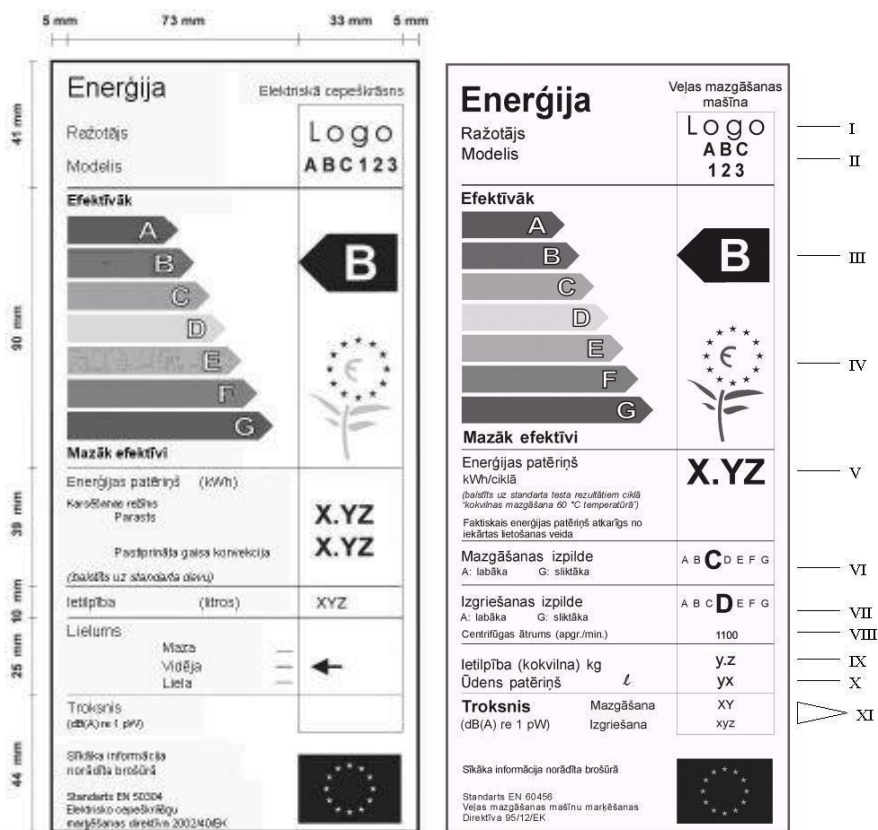 5 mm 73 mm 33 mm 5 mm
41 mm
90 mm
39 mm
10 mm
25 mm
44 mm
Enerģija
Elektriskā cepeškrāsns
Ražotājs
Logo
Modelis
ABC123
Efektīvāk
A
B
B
C
D
E
F
G
Mazāk efektīvi
Enerģijas patēriņš (kWh)
Karsēšanas režīms
Parasts
X.YZ
Pastiprināta gaisa konvekcija
X.YZ
(balstīts uz standarta devu)
Ietilpība (litros) XYZ
Lielums
Maza
Vidēja
Liela
Troksnis
(dB(A) re 1 pW)
Sīkāka informācija
norādīta brošūrā
Standarts EN 50304
Elektrisko cepeškrāšņu
marķēšanas direktīva 2002/40/EK
Enerģija
Veļas mazgāšanas
mašīna
Ražotājs
Logo
I
Modelis
ABC
123
II
Efektīvāk
A
B
B
III
C
D
E
F
IV
G
Mazāk efektīvi
Enerģijas patēriņš
kWh/ciklā
X.YZ
V
(balstīts uz standarta testa rezultātiem ciklā
"kokvilnas mazgāšana 60 °C temperatūrā")
Faktiskais enerģijas patēriņš atkarīgs no
iekārtas lietošanas veida
Mazgāšanas izpilde
A B C D E F G
A: labāka G: sliktāka
VI
Izgriešanas izpilde
A B C D E F G
A: labāka G: sliktāka
VII
Centrifūgas ātrums (apgr./min.) 1100
VIII
Ietilpība (kokvilna) kg y.z
IX
Ūdens patēriņš ℓ yx
X
Troksnis Mazgāšana XY
(dB(A) re 1 pW) Izgriešana xyz
XI
Sīkāka informācija norādīta brošūrā
Standarts EN 60456
Veļas mazgāšanas mašīnu marķēšanas
Direktīva 95/12/EK